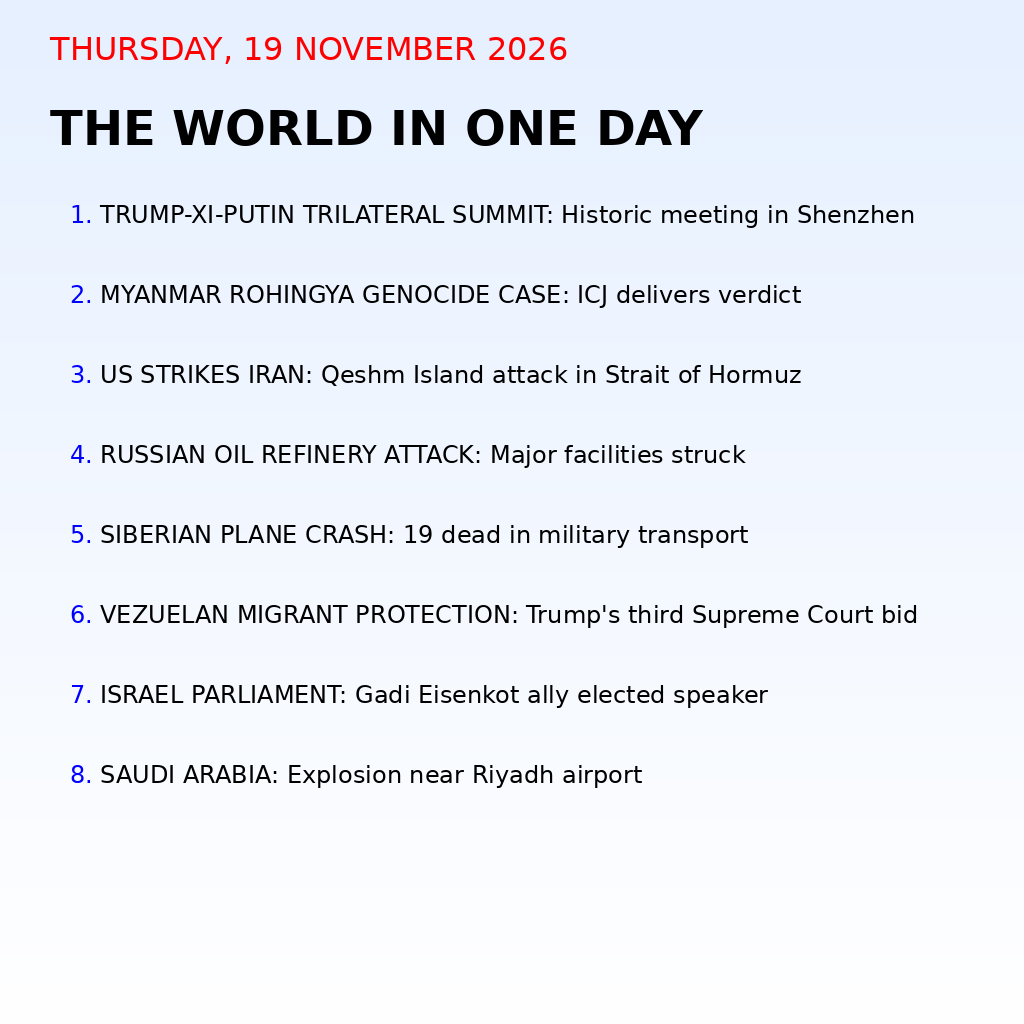 THURSDAY, 19 NOVEMBER 2026
THE WORLD IN ONE DAY
1. TRUMP-XI-PUTIN TRILATERAL SUMMIT: Historic meeting in Shenzhen
2. MYANMAR ROHINGYA GENOCIDE CASE: ICJ delivers verdict
3. US STRIKES IRAN: Qeshm Island attack in Strait of Hormuz
4. RUSSIAN OIL REFINERY ATTACK: Major facilities struck
5. SIBERIAN PLANE CRASH: 19 dead in military transport
6. VEZUELAN MIGRANT PROTECTION: Trump's third Supreme Court bid
7. ISRAEL PARLIAMENT: Gadi Eisenkot ally elected speaker
8. SAUDI ARABIA: Explosion near Riyadh airport